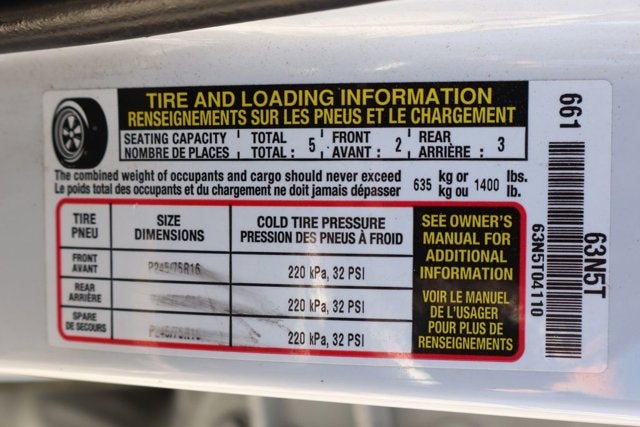 TIRE AND LOADING INFORMATION
RENSEIGNEMENTS SUR LES PNEUS ET LE CHARGEMENT
SEATING CAPACITY TOTAL FRONT REAR
NOMBRE DE PLACES TOTAL : 5 AVANT : 2 ARRIÈRE : 3
The combined weight of occupants and cargo should never exceed 635 kg or 1400 lbs.
Le poids total des occupants et du chargement ne doit jamais dépasser kg ou lb.
TIRE
PNEU
SIZE
DIMENSIONS
COLD TIRE PRESSURE
PRESSION DES PNEUS À FROID
FRONT
AVANT
P245/75R16
220 kPa, 32 PSI
REAR
ARRIÈRE
220 kPa, 32 PSI
SPARE
DE SECOURS
220 kPa, 32 PSI
SEE OWNER'S
MANUAL FOR
ADDITIONAL
INFORMATION
VOIR LE MANUEL
DE L'USAGER
POUR PLUS DE
RENSEIGNEMENTS
661
63N5T
63N5T04110